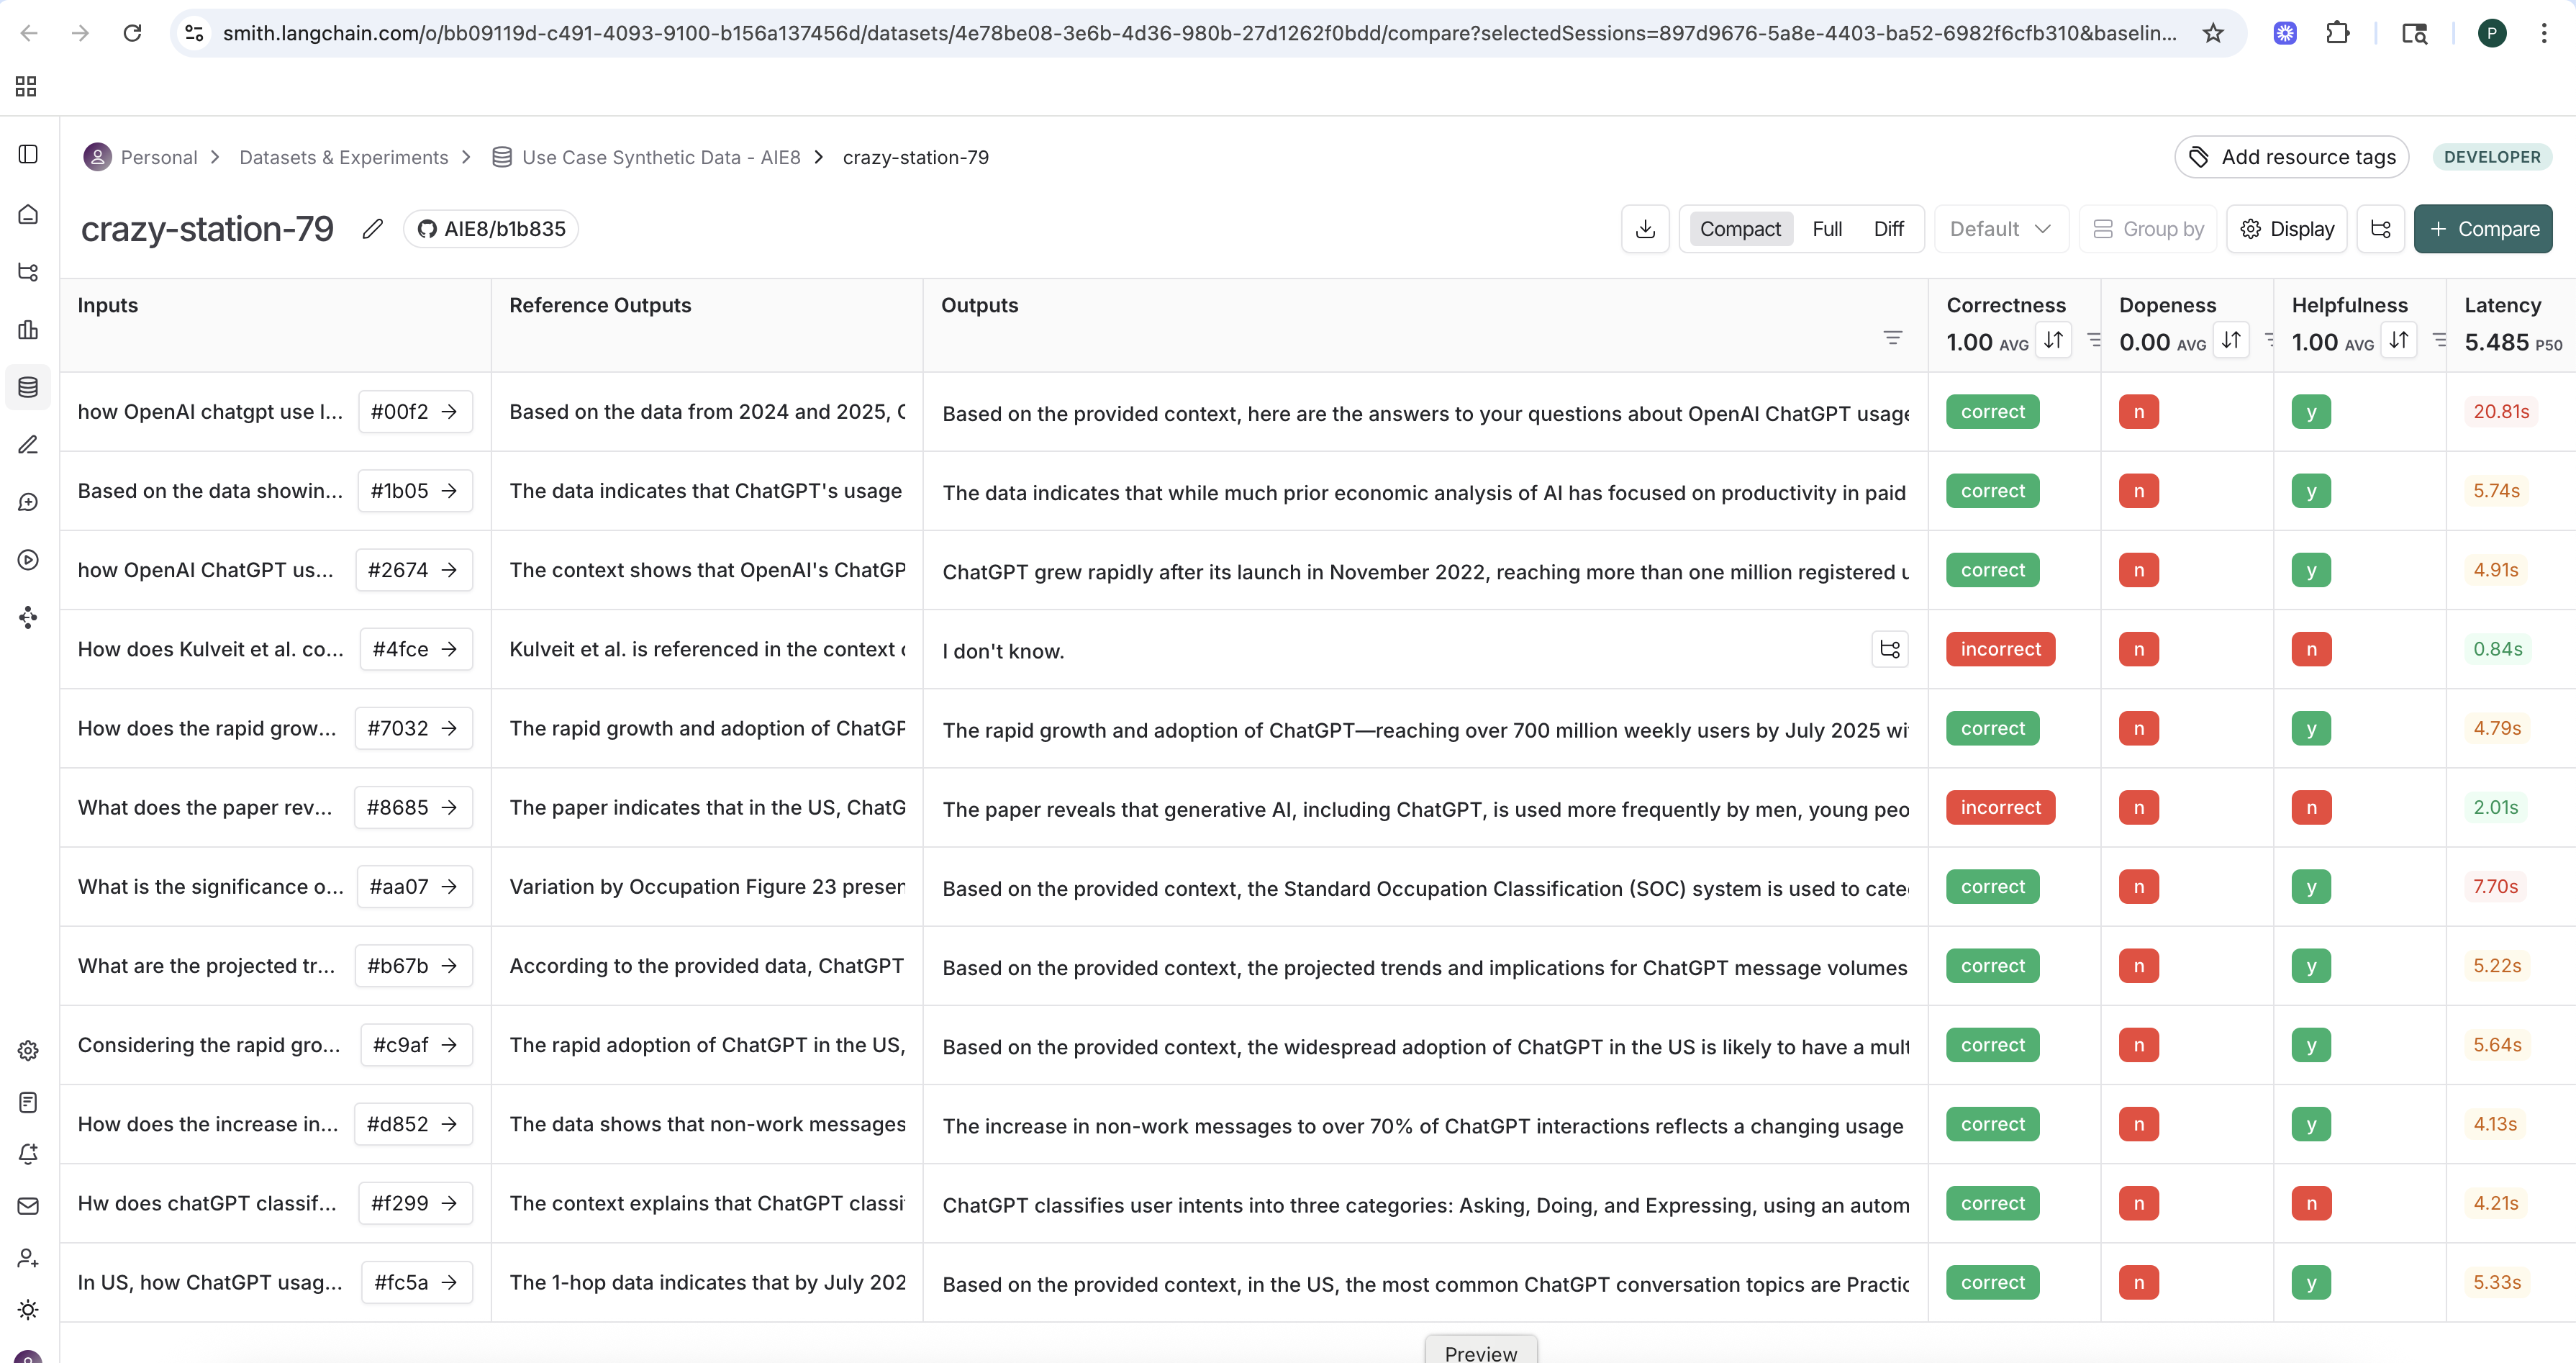 smith.langchain.com/o/bb09119d-c491-4093-9100-b156a137456d/datasets/4e78be08-3e6b-4d36-980b-27d1262f0bdd/compare?selectedSessions=897d9676-5a8e-4403-ba52-6982f6cfb310&baselin...
P
Personal > Datasets & Experiments > Use Case Synthetic Data - AIE8 > crazy-station-79
Add resource tags
DEVELOPER
crazy-station-79 AIE8/b1b835
Compact Full Diff Default Group by Display + Compare
Inputs Reference Outputs Outputs Correctness Dopeness Helpfulness Latency
1.00 AVG 0.00 AVG 1.00 AVG 5.485 P50
how OpenAI chatgpt use l... #00f2 → Based on the data from 2024 and 2025, C Based on the provided context, here are the answers to your questions about OpenAI ChatGPT usage correct n y 20.81s
Based on the data showin... #1b05 → The data indicates that ChatGPT's usage The data indicates that while much prior economic analysis of AI has focused on productivity in paid correct n y 5.74s
how OpenAI ChatGPT us... #2674 → The context shows that OpenAI's ChatGP ChatGPT grew rapidly after its launch in November 2022, reaching more than one million registered u correct n y 4.91s
How does Kulveit et al. co... #4fce → Kulveit et al. is referenced in the context o I don't know. incorrect n n 0.84s
How does the rapid grow... #7032 → The rapid growth and adoption of ChatGP The rapid growth and adoption of ChatGPT—reaching over 700 million weekly users by July 2025 wi correct n y 4.79s
What does the paper rev... #8685 → The paper indicates that in the US, ChatG The paper reveals that generative AI, including ChatGPT, is used more frequently by men, young peo incorrect n n 2.01s
What is the significance o... #aa07 → Variation by Occupation Figure 23 presen Based on the provided context, the Standard Occupation Classification (SOC) system is used to cate correct n y 7.70s
What are the projected tr... #b67b → According to the provided data, ChatGPT Based on the provided context, the projected trends and implications for ChatGPT message volumes correct n y 5.22s
Considering the rapid gro... #c9af → The rapid adoption of ChatGPT in the US, Based on the provided context, the widespread adoption of ChatGPT in the US is likely to have a mult correct n y 5.64s
How does the increase in... #d852 → The data shows that non-work messages The increase in non-work messages to over 70% of ChatGPT interactions reflects a changing usage correct n y 4.13s
Hw does chatGPT classif... #f299 → The context explains that ChatGPT classi ChatGPT classifies user intents into three categories: Asking, Doing, and Expressing, using an autom correct n n 4.21s
In US, how ChatGPT usag... #fc5a → The 1-hop data indicates that by July 202 Based on the provided context, in the US, the most common ChatGPT conversation topics are Practic correct n y 5.33s
Preview